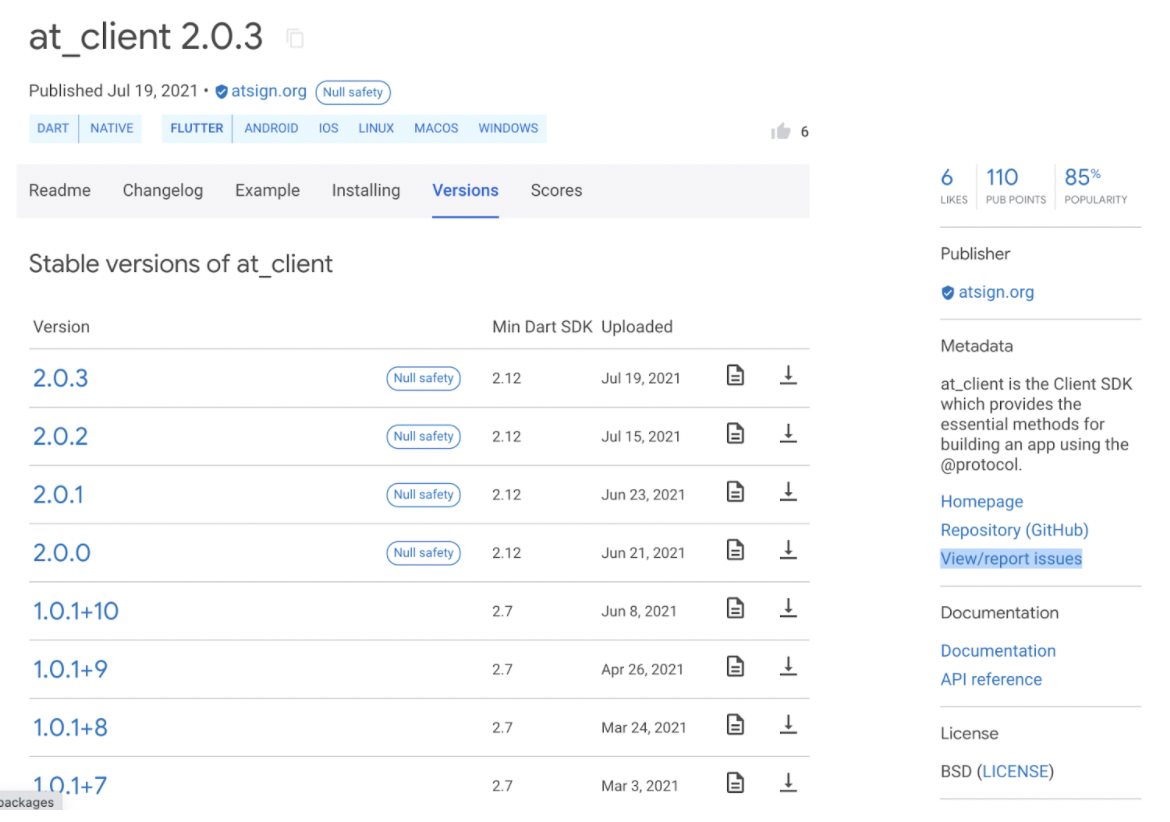 at_client 2.0.3
Published Jul 19, 2021 • atsign.org Null safety
DART NATIVE FLUTTER ANDROID IOS LINUX MACOS WINDOWS
6
Readme Changelog Example Installing Versions Scores
Stable versions of at_client
Version Min Dart SDK Uploaded
2.0.3 Null safety 2.12 Jul 19, 2021
2.0.2 Null safety 2.12 Jul 15, 2021
2.0.1 Null safety 2.12 Jun 23, 2021
2.0.0 Null safety 2.12 Jun 21, 2021
1.0.1+10 2.7 Jun 8, 2021
1.0.1+9 2.7 Apr 26, 2021
1.0.1+8 2.7 Mar 24, 2021
1.0.1+7 2.7 Mar 3, 2021
packages
6 110 85%
LIKES PUB POINTS POPULARITY
Publisher
atsign.org
Metadata
at_client is the Client SDK
which provides the
essential methods for
building an app using the
@protocol.
Homepage
Repository (GitHub)
View/report issues
Documentation
Documentation
API reference
License
BSD (LICENSE)